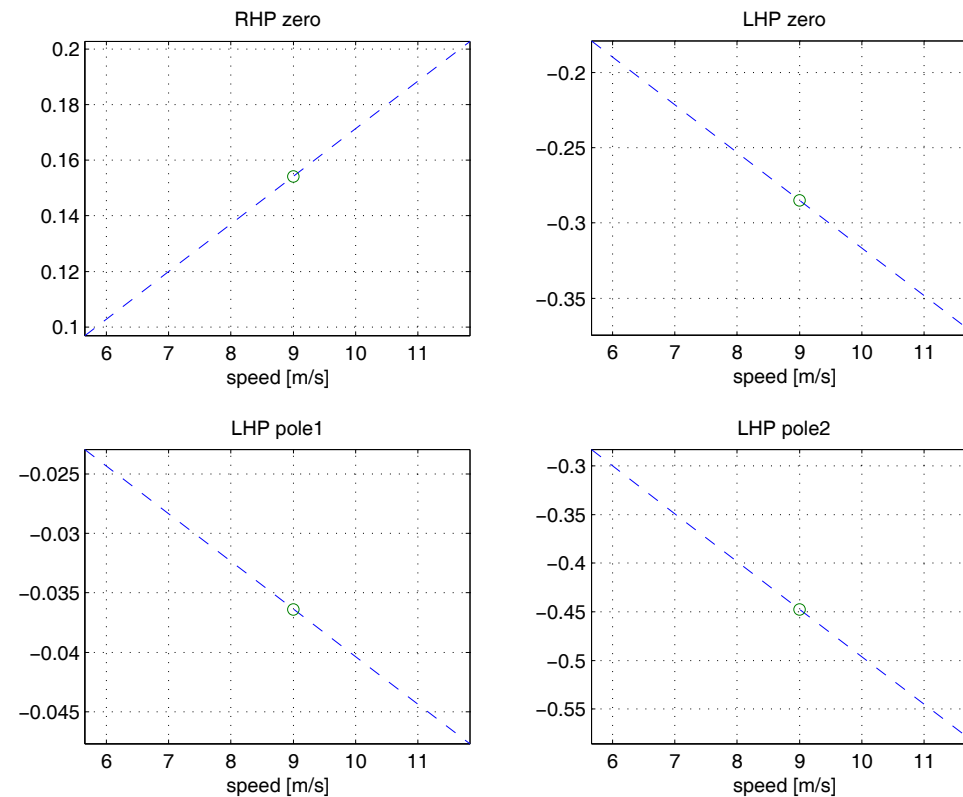 RHP zero
0.2
0.18
0.16
0.14
0.12
0.1
6 7 8 9 10 11
speed [m/s]
LHP zero
−0.2
−0.25
−0.3
−0.35
6 7 8 9 10 11
speed [m/s]
LHP pole1
−0.025
−0.03
−0.035
−0.04
−0.045
6 7 8 9 10 11
speed [m/s]
LHP pole2
−0.3
−0.35
−0.4
−0.45
−0.5
−0.55
6 7 8 9 10 11
speed [m/s]